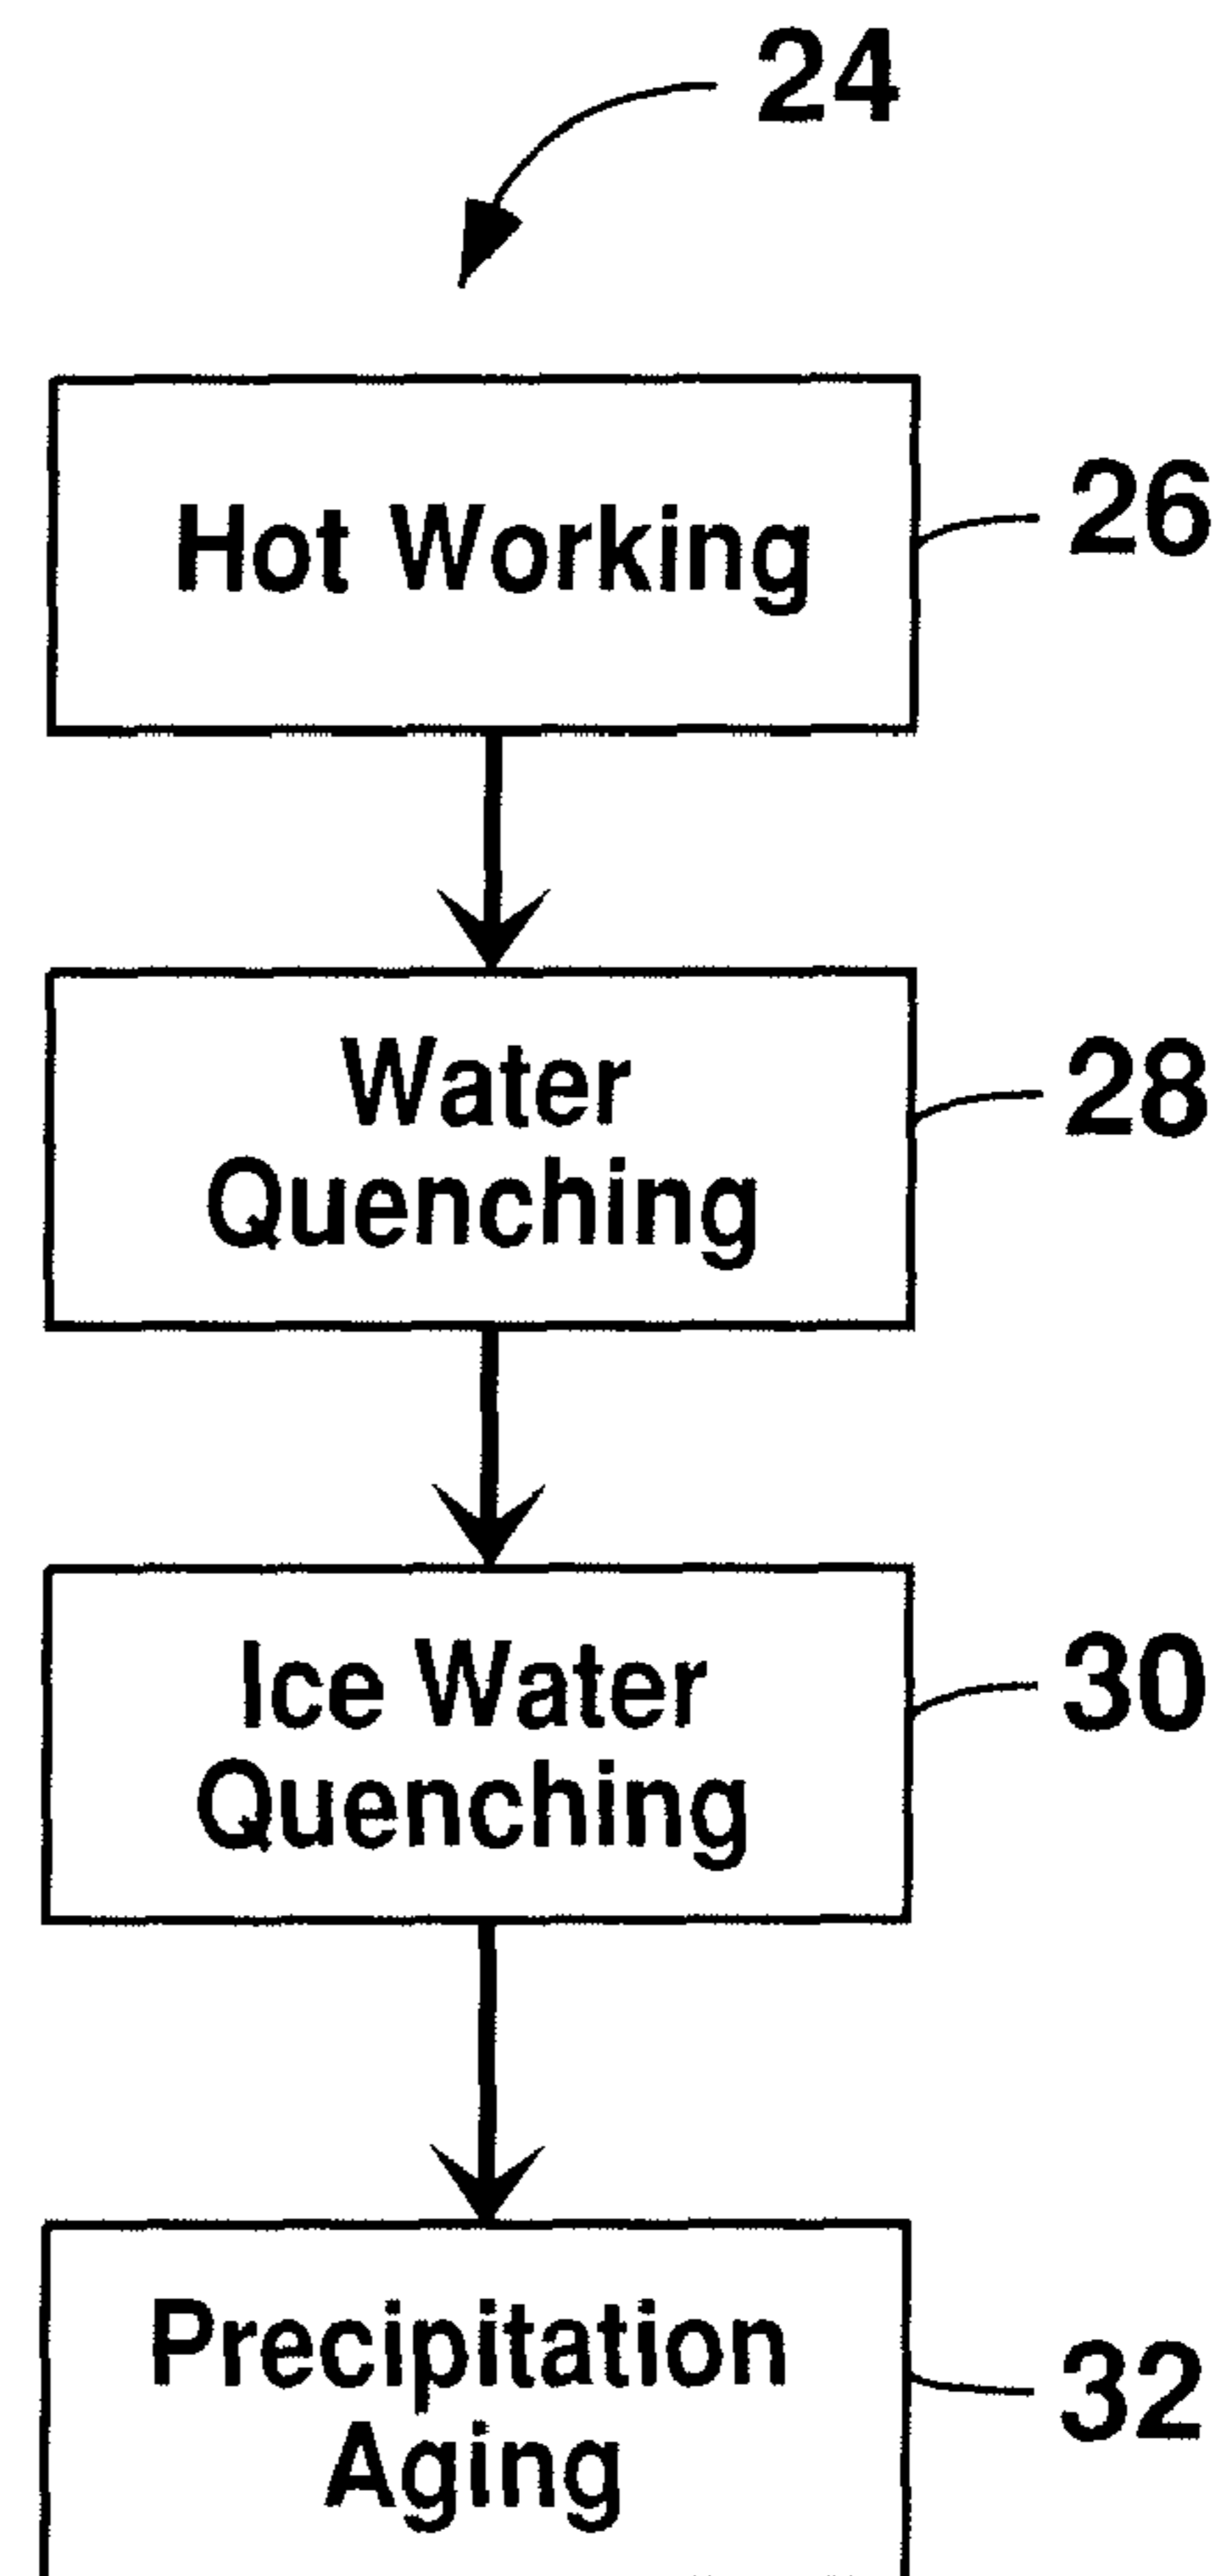 24
Hot Working
26
Water
Quenching
28
Ice Water
Quenching
30
Precipitation
Aging
32